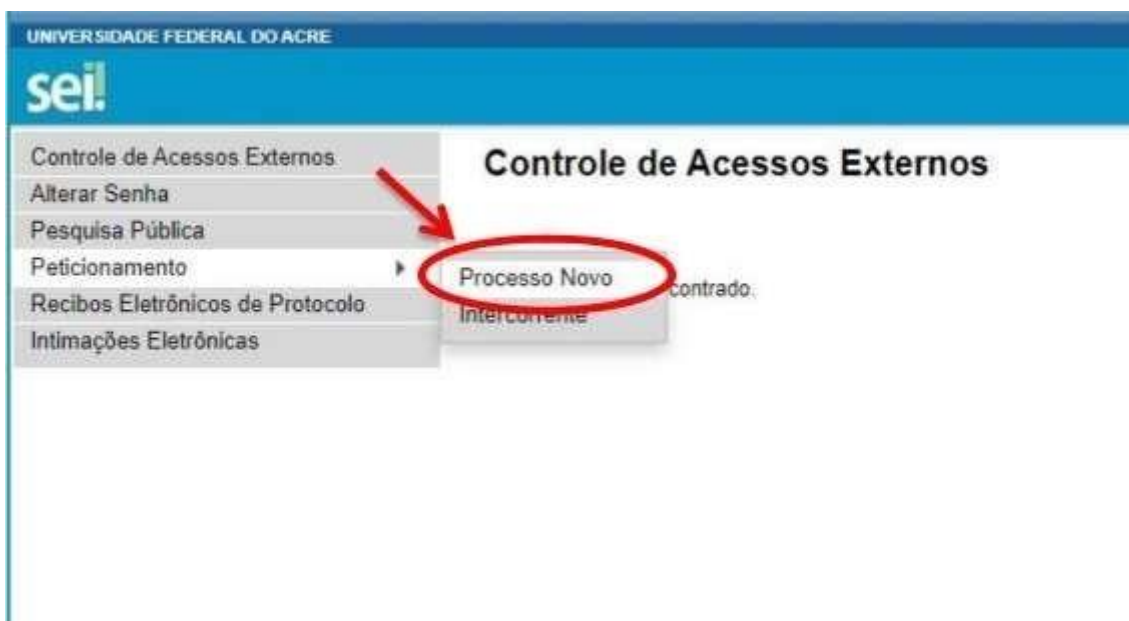 UNIVERSIDADE FEDERAL DO ACRE
sei!
Controle de Acessos Externos
Alterar Senha
Pesquisa Pública
Peticionamento
Recibos Eletrônicos de Protocolo
Intimações Eletrônicas
Controle de Acessos Externos
Processo Novo
Intercorrente
contrado.